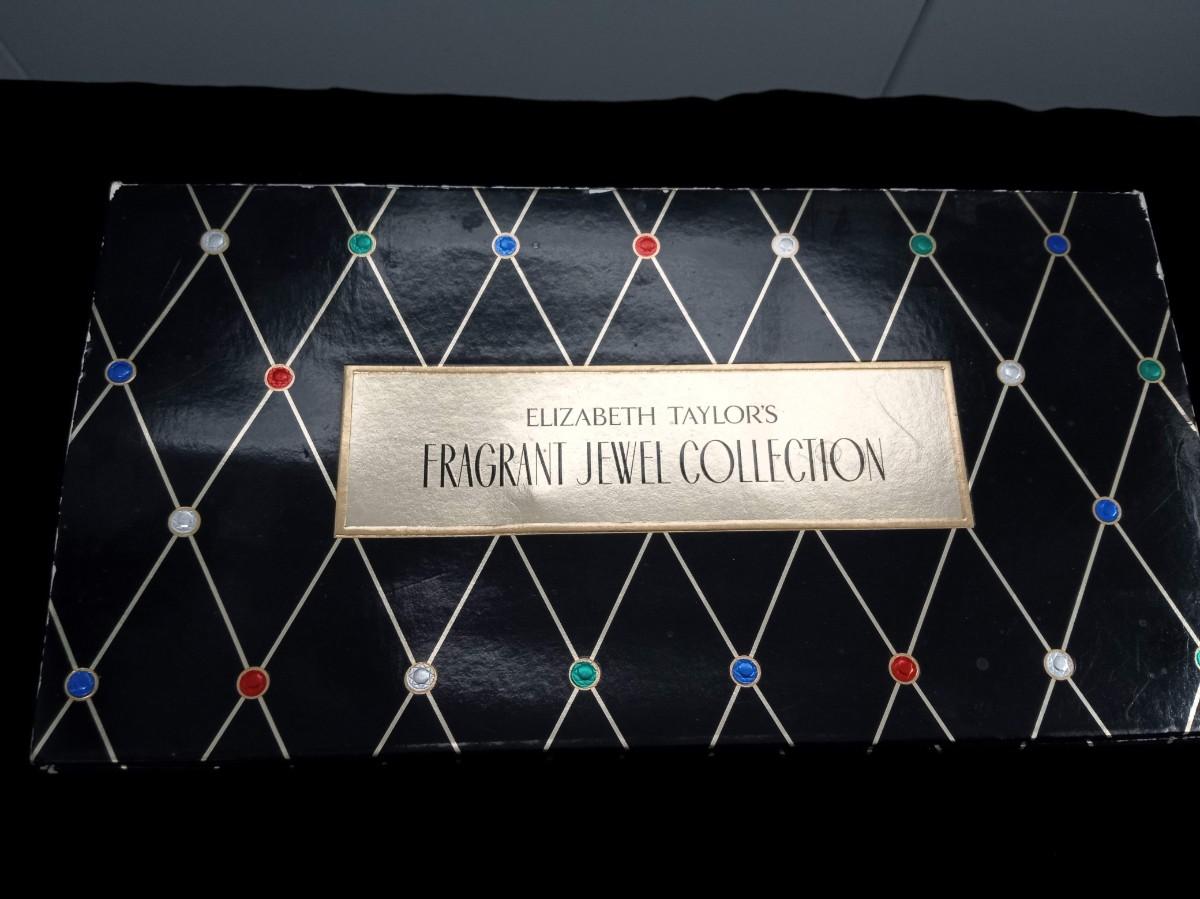 ELIZABETH TAYLOR'S
FRAGRANT JEWEL COLLECTION